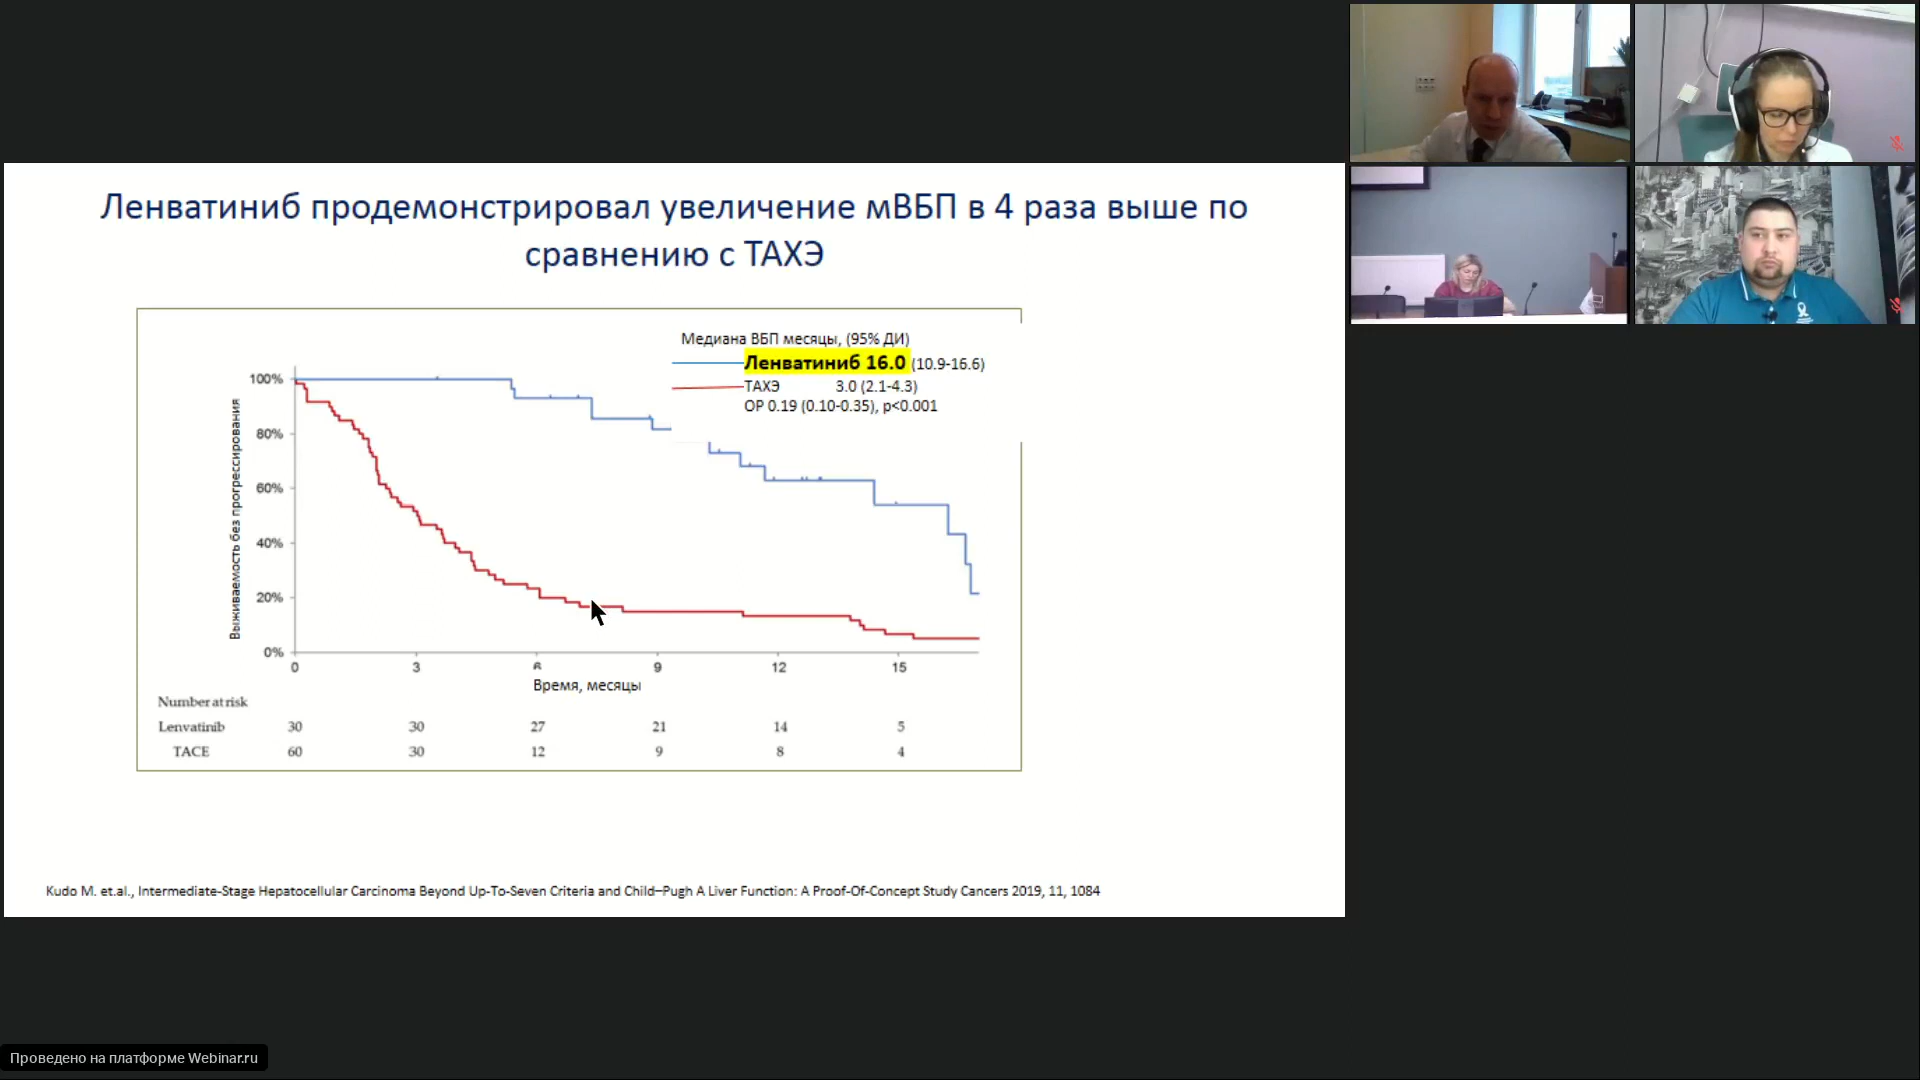 Ленватиниб продемонстрировал увеличение мВБП в 4 раза выше по
сравнению с ТАХЭ
Медиана ВБП месяцы, (95% ДИ)
Ленватиниб 16.0 (10.9-16.6)
ТАХЭ 3.0 (2.1-4.3)
ОР 0.19 (0.10-0.35), p<0.001
Выживаемость без прогрессирования
100%
80%
60%
40%
20%
0%
0 3 6 9 12 15
Время, месяцы
Number at risk
Lenvatinib 30 30 27 21 14 5
TACE 60 30 12 9 8 4
Kudo M. et.al., Intermediate-Stage Hepatocellular Carcinoma Beyond Up-To-Seven Criteria and Child–Pugh A Liver Function: A Proof-Of-Concept Study Cancers 2019, 11, 1084
Проведено на платформе Webinar.ru